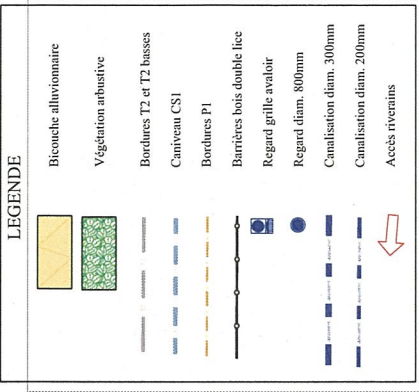 LEGENDE
Bicouche alluvionnaire
Végétation arbustive
Bordures T2 et T2 basses
Caniveau CS1
Bordures P1
Barrières bois double lice
Regard grille avaloir
Regard diam. 800mm
Canalisation diam. 300mm
Canalisation diam. 200mm
Accès riverains